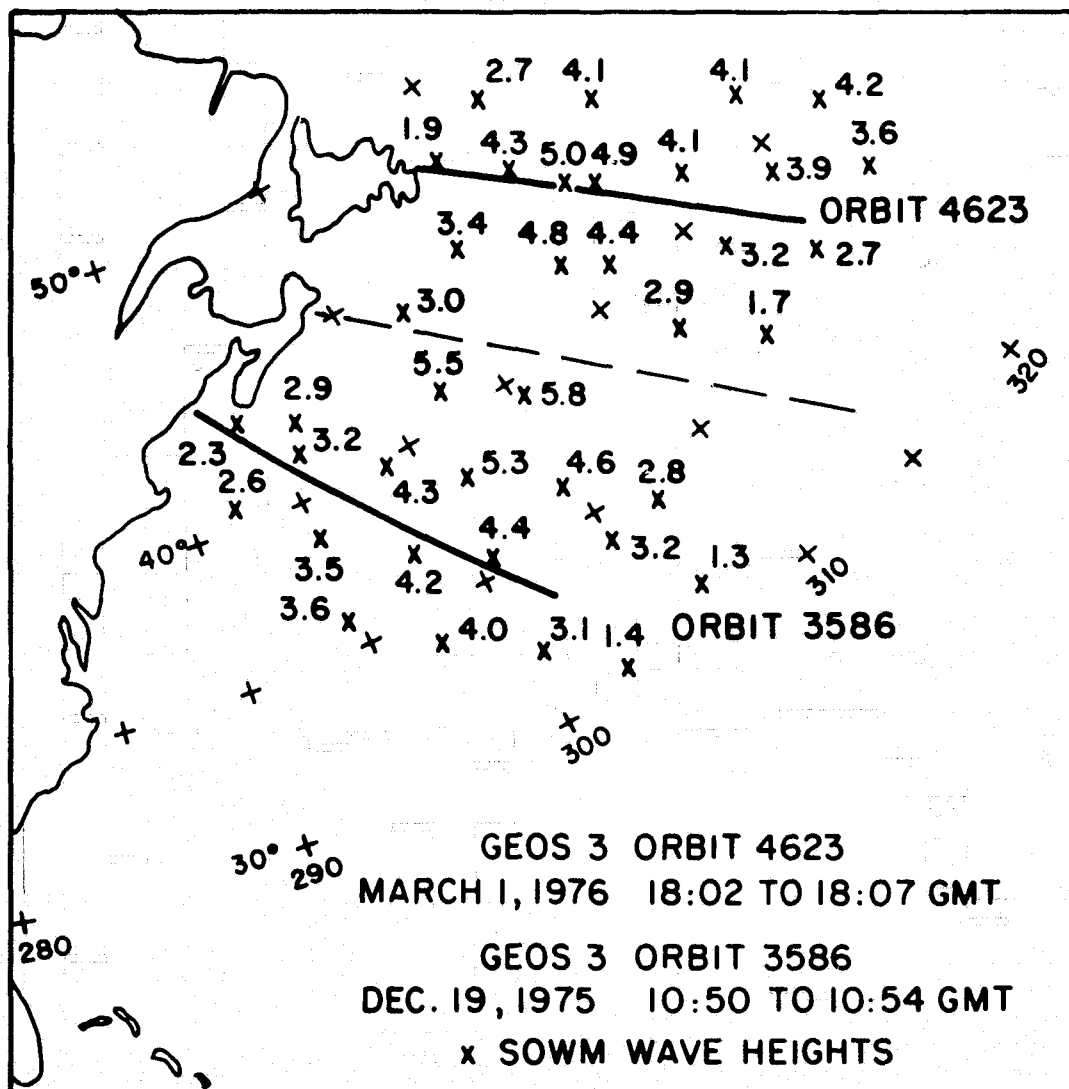 2.7 4.1 4.1 4.2
1.9 4.3 5.0 4.9 4.1 3.9 3.6
ORBIT 4623
3.4 4.8 4.4 3.2 2.7
50°
3.0 2.9 1.7
320
5.5 5.8
2.9
2.3 3.2
2.6 4.3 5.3 4.6 2.8
40°
3.5 4.2 4.4 3.2 1.3 310
3.6 4.0 3.1 1.4 ORBIT 3586
300
30°
290
280
GEOS 3 ORBIT 4623
MARCH 1, 1976 18:02 TO 18:07 GMT
GEOS 3 ORBIT 3586
DEC. 19, 1975 10:50 TO 10:54 GMT
x SOWM WAVE HEIGHTS